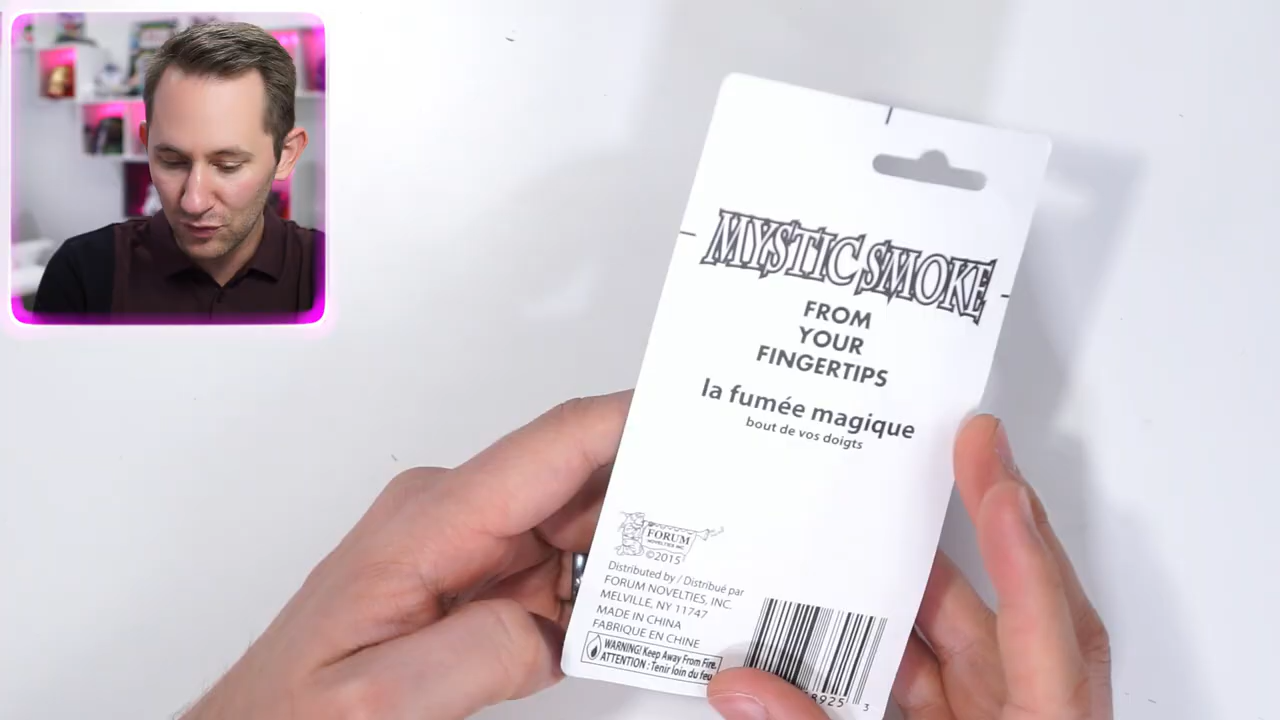 MYSTIC SMOKE
FROM
YOUR
FINGERTIPS
la fumée magique
bout de vos doigts
FORUM
NOVELTIES INC
©2015
Distributed by / Distribué par
FORUM NOVELTIES, INC.
MELVILLE, NY 11747
MADE IN CHINA
FABRIQUE EN CHINE
WARNING! Keep Away From Fire.
ATTENTION : Tenir loin du feu
8925 3